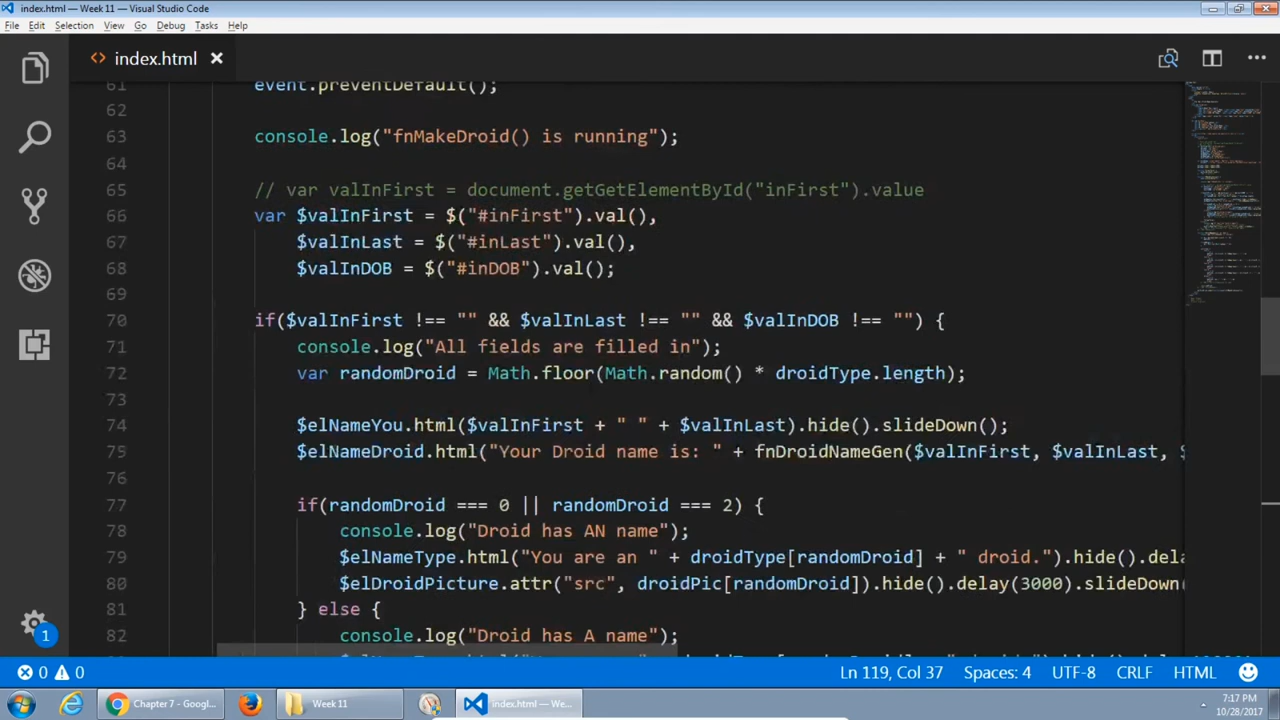 index.html — Week 11 — Visual Studio Code
File Edit Selection View Go Debug Tasks Help
<> index.html ×
61 event.preventDefault();
62
63 console.log("fnMakeDroid() is running");
64
65 // var valInFirst = document.getGetElementById("inFirst").value
66 var $valInFirst = $("#inFirst").val(),
67 $valInLast = $("#inLast").val(),
68 $valInDOB = $("#inDOB").val();
69
70 if($valInFirst !== "" && $valInLast !== "" && $valInDOB !== "") {
71 console.log("All fields are filled in");
72 var randomDroid = Math.floor(Math.random() * droidType.length);
73
74 $elNameYou.html($valInFirst + " " + $valInLast).hide().slideDown();
75 $elNameDroid.html("Your Droid name is: " + fnDroidNameGen($valInFirst, $valInLast, $
76
77 if(randomDroid === 0 || randomDroid === 2) {
78 console.log("Droid has AN name");
79 $elNameType.html("You are an " + droidType[randomDroid] + " droid.").hide().dela
80 $elDroidPicture.attr("src", droidPic[randomDroid]).hide().delay(3000).slideDown(
81 } else {
82 console.log("Droid has A name");
1
0 0 Ln 119, Col 37 Spaces: 4 UTF-8 CRLF HTML
Chapter 7 - Googl... Week 11 index.html — We...
7:17 PM
10/28/2017